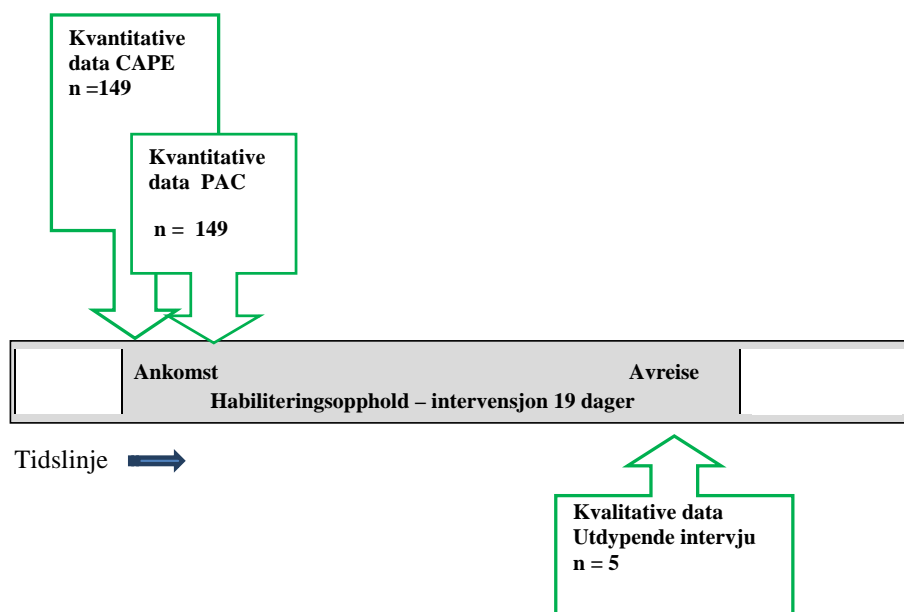 Kvantitative
data CAPE
n =149
Kvantitative
data PAC
n = 149
Ankomst Avreise
Habiliteringsopphold – intervensjon 19 dager
Tidslinje
Kvalitative data
Utdypende intervju
n = 5